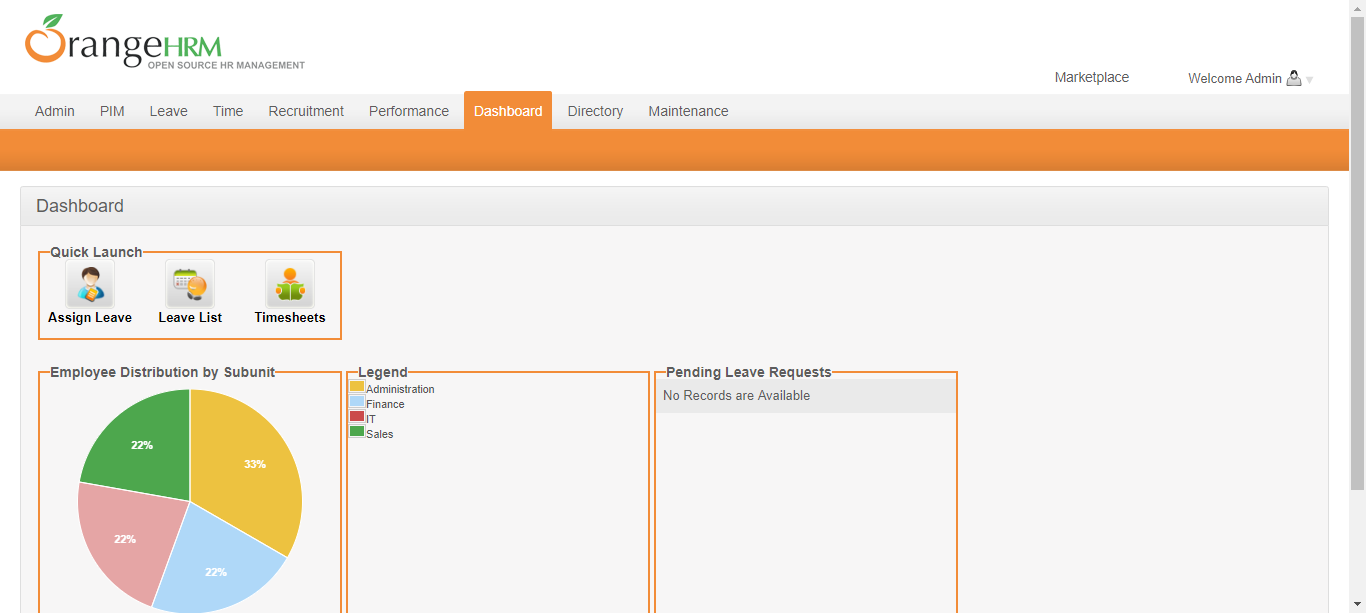 OrangeHRM
OPEN SOURCE HR MANAGEMENT
Marketplace Welcome Admin
Admin PIM Leave Time Recruitment Performance Dashboard Directory Maintenance
Dashboard
Quick Launch
Assign Leave Leave List Timesheets
Employee Distribution by Subunit
22%
33%
22%
22%
Legend
Administration
Finance
IT
Sales
Pending Leave Requests
No Records are Available